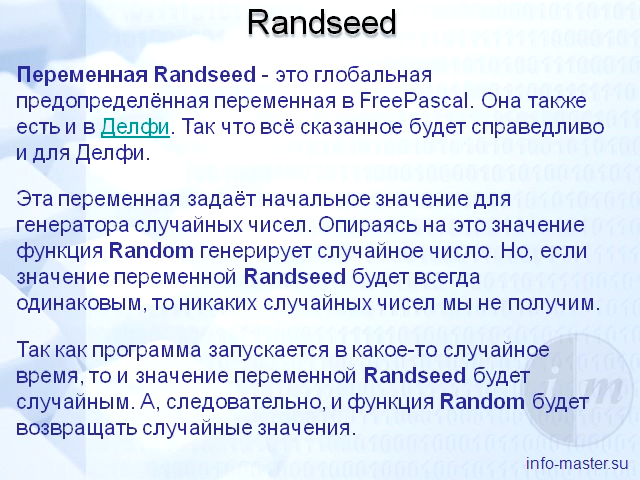 Randseed
Переменная Randseed - это глобальная
предопределённая переменная в FreePascal. Она также
есть и в Делфи. Так что всё сказанное будет справедливо
и для Делфи.
Эта переменная задаёт начальное значение для
генератора случайных чисел. Опираясь на это значение
функция Random генерирует случайное число. Но, если
значение переменной Randseed будет всегда
одинаковым, то никаких случайных чисел мы не получим.
Так как программа запускается в какое-то случайное
время, то и значение переменной Randseed будет
случайным. А, следовательно, и функция Random будет
возвращать случайные значения.
info-master.su